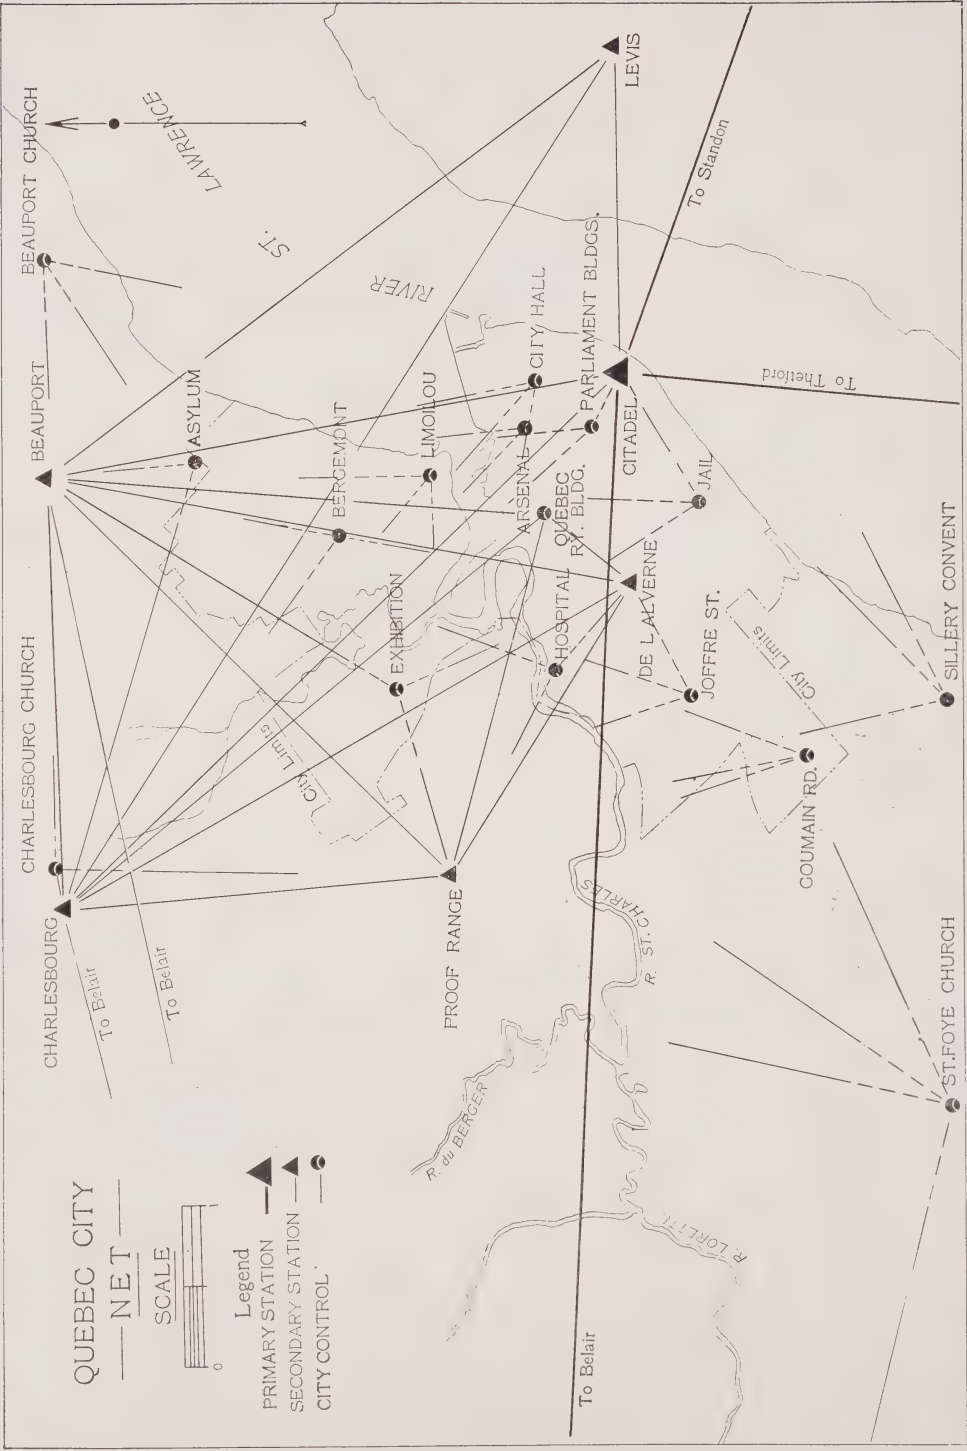 QUEBEC CITY
NET
SCALE
0 1
Legend
PRIMARY STATION
SECONDARY STATION
CITY CONTROL
CHARLESBOURG
CHARLESBOURG CHURCH
BEAUPORT
BEAUPORT CHURCH
To Belair
To Belair
ASYLUM
BERGEMONT
LIMOILOU
EXHIBITION
City Limits
PROOF RANGE
ST. LAWRENCE
RIVER
LEVIS
CITY HALL
PARLIAMENT BLDGS.
ARSENAL
QUEBEC
RY. BLDG.
CITADEL
HOSPITAL
DE LALVERNE
JAIL
JOFFRE ST.
To Standon
To Thetford
City Limits
GOUMAIN RD.
SILLERY CONVENT
ST. FOYE CHURCH
R. ST. CHARLES
R. du BERGER
To Belair